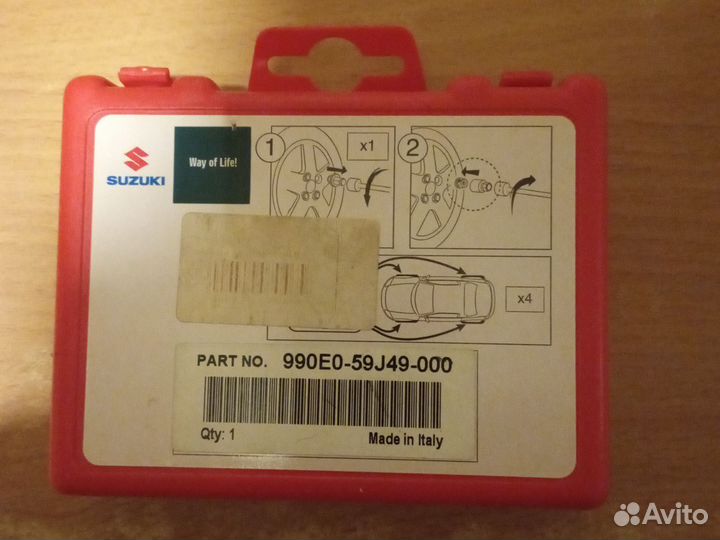 SUZUKI
Way of Life!
1
x1
2
x4
PART NO. 990E0-59J49-000
Qty: 1
Made in Italy
Avito